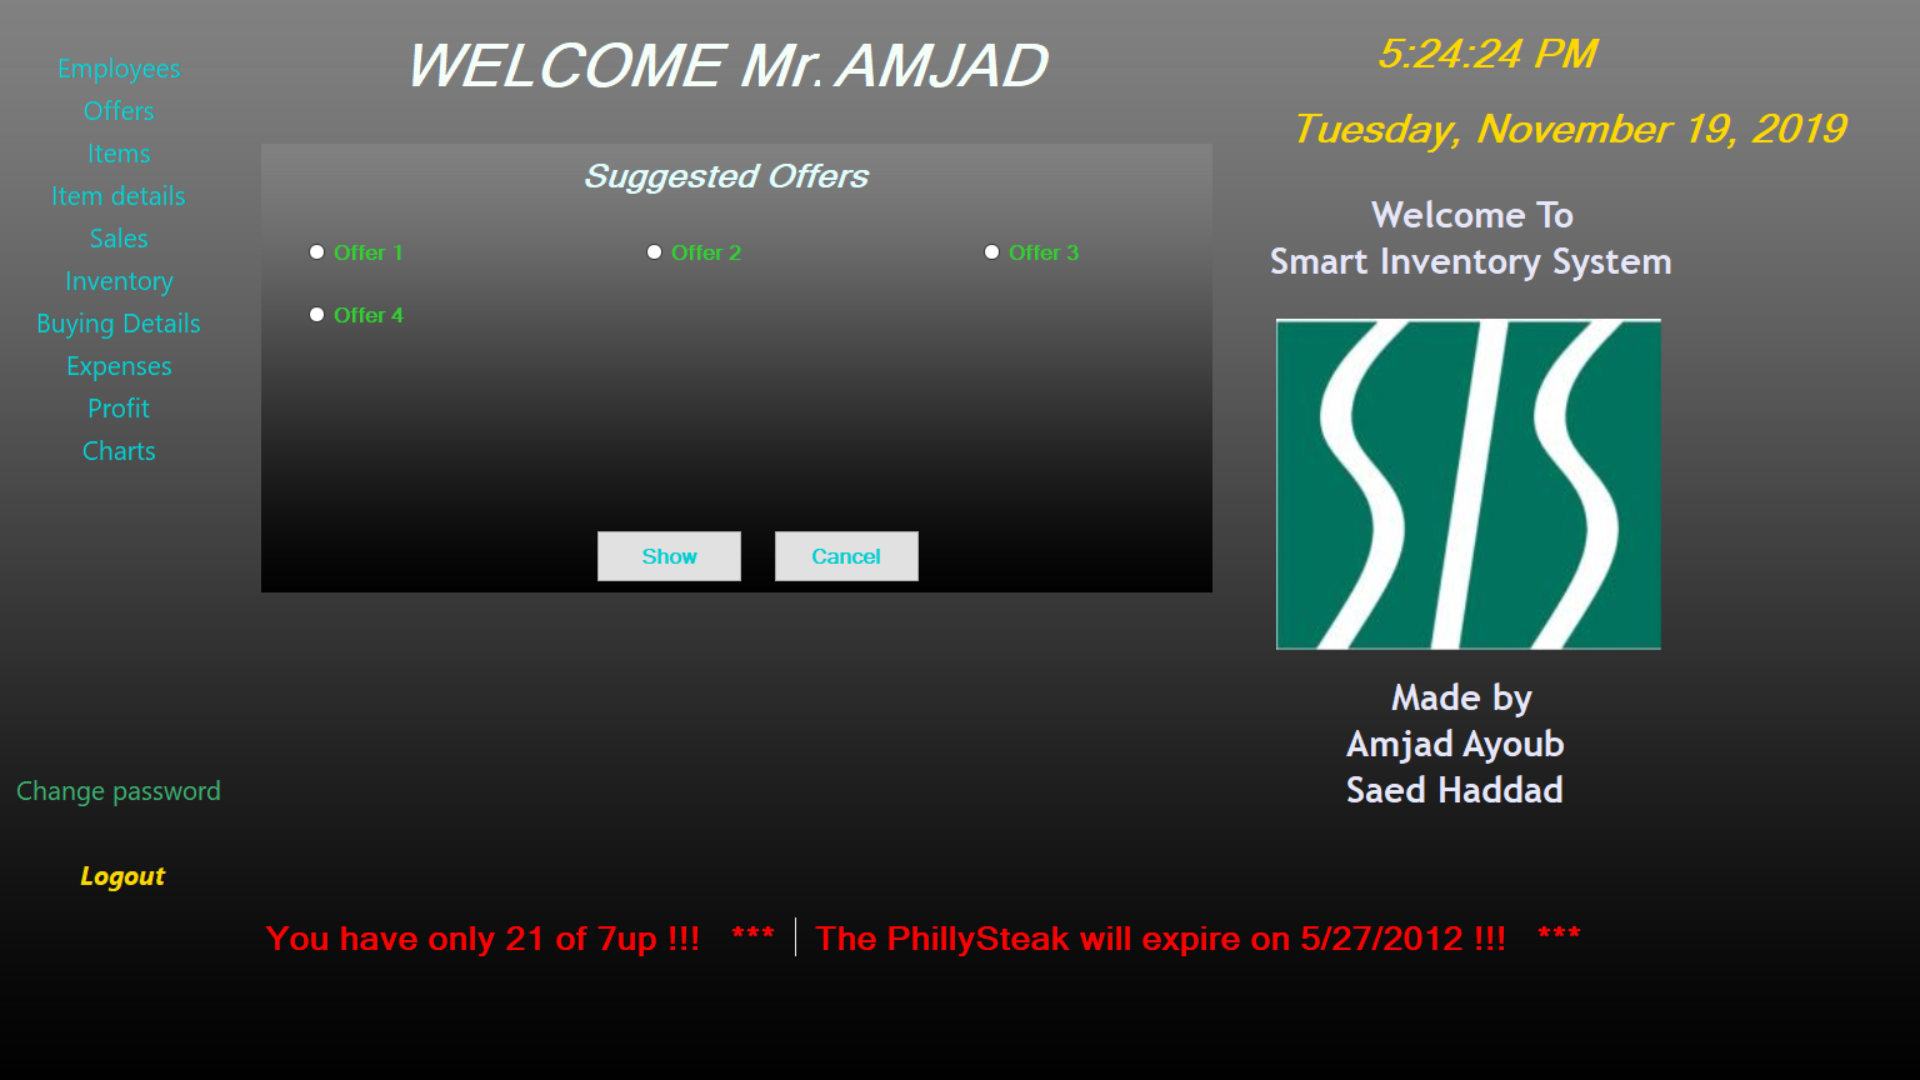 Employees
Offers
Items
Item details
Sales
Inventory
Buying Details
Expenses
Profit
Charts
Change password
Logout
WELCOME Mr. AMJAD
Suggested Offers
Offer 1
Offer 2
Offer 3
Offer 4
Show
Cancel
5:24:24 PM
Tuesday, November 19, 2019
Welcome To
Smart Inventory System
SIS
Made by
Amjad Ayoub
Saed Haddad
You have only 21 of 7up !!! ***
The PhillySteak will expire on 5/27/2012 !!! ***